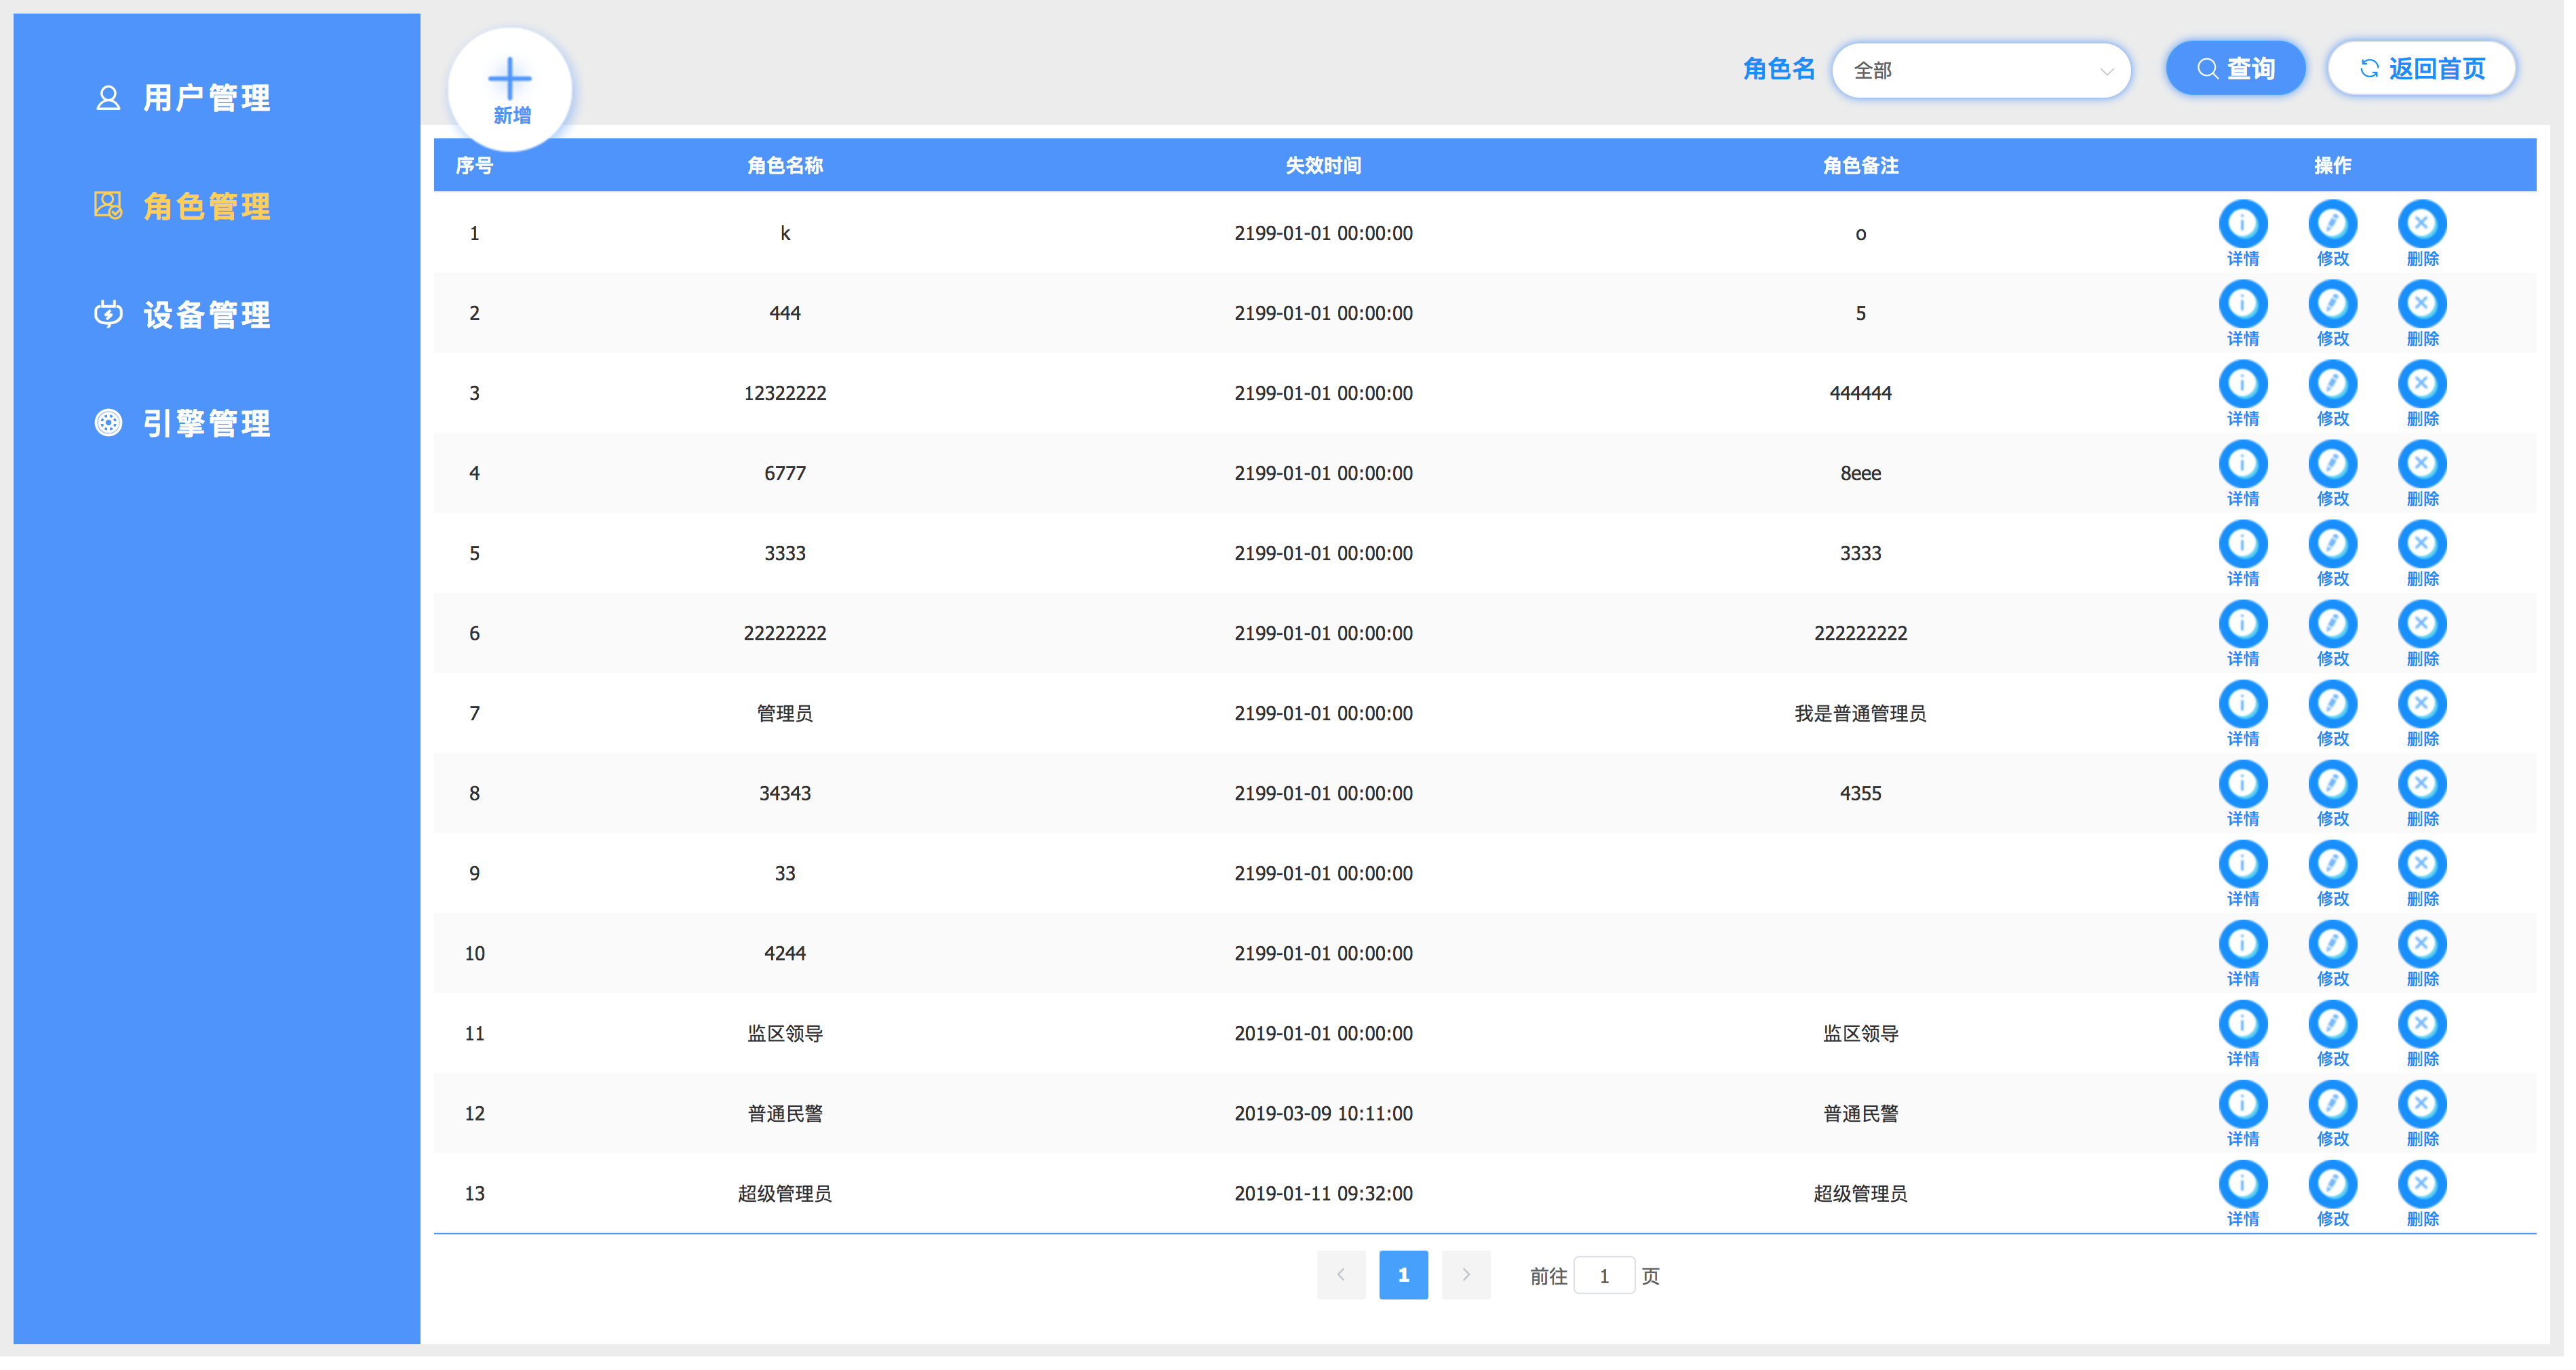 用户管理
角色管理
设备管理
引擎管理
新增
角色名 全部 查询 返回首页
序号 角色名称 失效时间 角色备注 操作
1 k 2199-01-01 00:00:00 o 详情 修改 删除
2 444 2199-01-01 00:00:00 5 详情 修改 删除
3 12322222 2199-01-01 00:00:00 444444 详情 修改 删除
4 6777 2199-01-01 00:00:00 8eee 详情 修改 删除
5 3333 2199-01-01 00:00:00 3333 详情 修改 删除
6 22222222 2199-01-01 00:00:00 222222222 详情 修改 删除
7 管理员 2199-01-01 00:00:00 我是普通管理员 详情 修改 删除
8 34343 2199-01-01 00:00:00 4355 详情 修改 删除
9 33 2199-01-01 00:00:00 详情 修改 删除
10 4244 2199-01-01 00:00:00 详情 修改 删除
11 监区领导 2019-01-01 00:00:00 监区领导 详情 修改 删除
12 普通民警 2019-03-09 10:11:00 普通民警 详情 修改 删除
13 超级管理员 2019-01-11 09:32:00 超级管理员 详情 修改 删除
1 前往 1 页